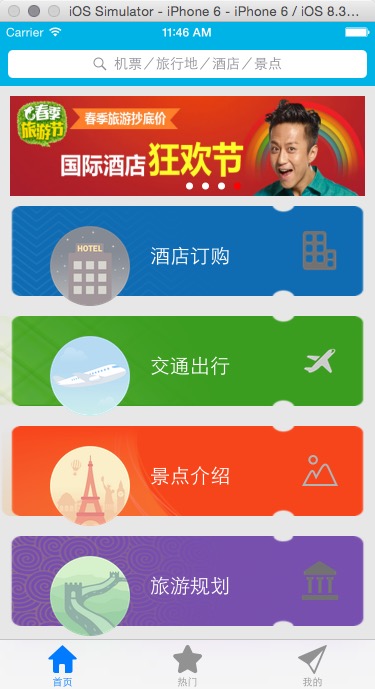 iOS Simulator - iPhone 6 - iPhone 6 / iOS 8.3...
Carrier 11:46 AM
机票／旅行地／酒店／景点
春季
旅游节
春季旅游抄底价
国际酒店狂欢节
HOTEL
酒店订购
交通出行
景点介绍
旅游规划
首页 热门 我的